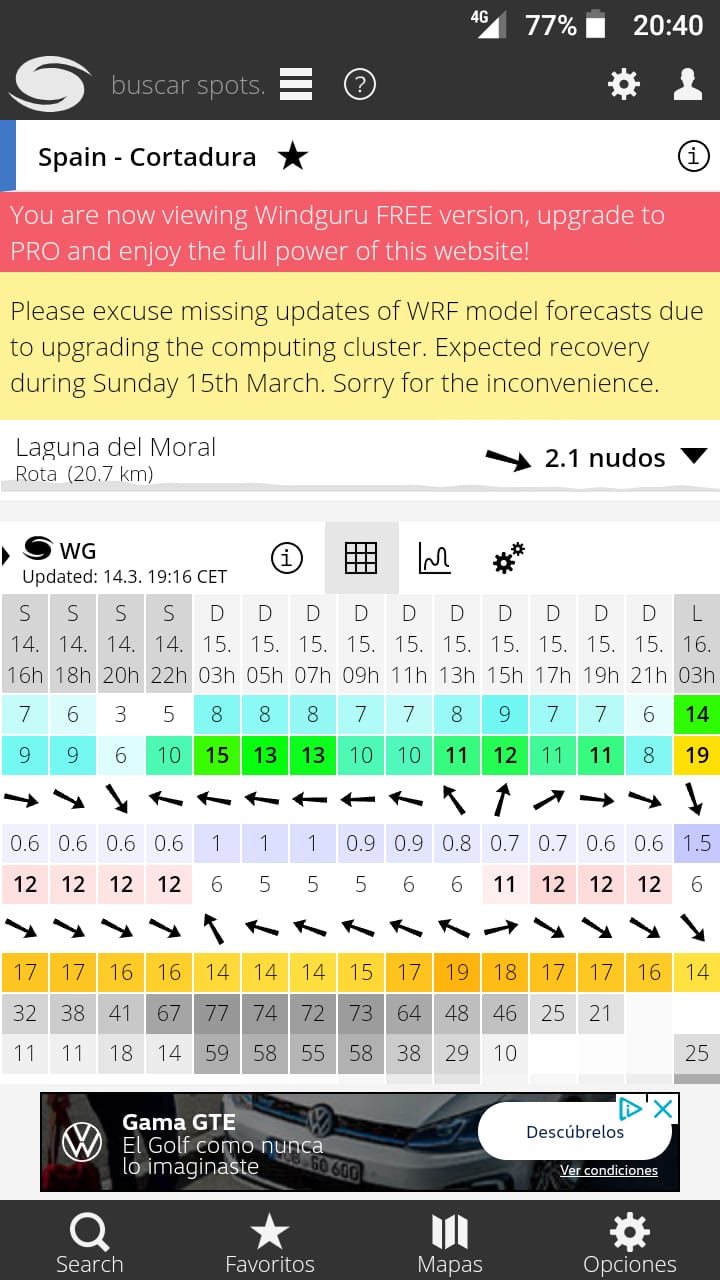 4G 77% 20:40
buscar spots. ?
Spain - Cortadura
You are now viewing Windguru FREE version, upgrade to
PRO and enjoy the full power of this website!
Please excuse missing updates of WRF model forecasts due
to upgrading the computing cluster. Expected recovery
during Sunday 15th March. Sorry for the inconvenience.
Laguna del Moral
Rota (20.7 km)
2.1 nudos
WG
Updated: 14.3. 19:16 CET
S S S S D D D D D D D D D D L
14. 14. 14. 14. 15. 15. 15. 15. 15. 15. 15. 15. 15. 15. 16.
16h 18h 20h 22h 03h 05h 07h 09h 11h 13h 15h 17h 19h 21h 03h
7 6 3 5 8 8 8 7 7 8 9 7 7 6 14
9 9 6 10 15 13 13 10 10 11 12 11 11 8 19
0.6 0.6 0.6 0.6 1 1 1 0.9 0.9 0.8 0.7 0.7 0.6 0.6 1.5
12 12 12 12 6 5 5 5 6 6 11 12 12 12 6
17 17 16 16 14 14 14 15 17 19 18 17 17 16 14
32 38 41 67 77 74 72 73 64 48 46 25 21
11 11 18 14 59 58 55 58 38 29 10 25
Gama GTE
El Golf como nunca
lo imaginaste
Descúbrelos
Ver condiciones
Search Favoritos Mapas Opciones